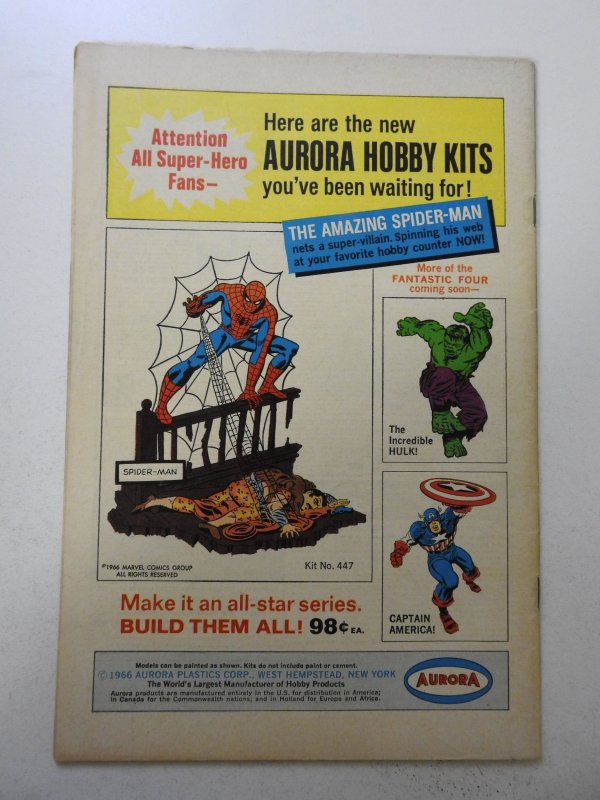 Attention
All Super-Hero
Fans—
Here are the new
AURORA HOBBY KITS
you've been waiting for!
THE AMAZING SPIDER-MAN
nets a super-villain. Spinning his web
at your favorite hobby counter NOW!
More of the
FANTASTIC FOUR
coming soon—
The
Incredible
HULK!
SPIDER-MAN
©1966 MARVEL COMICS GROUP
ALL RIGHTS RESERVED
Kit No. 447
CAPTAIN
AMERICA!
Make it an all-star series.
BUILD THEM ALL! 98¢ EA.
Models can be painted as shown. Kits do not include paint or cement.
©1966 AURORA PLASTICS CORP., WEST HEMPSTEAD, NEW YORK
The World's Largest Manufacturer of Hobby Products
Aurora products are manufactured entirely in the U.S. for distribution in America;
in Canada for the Commonwealth nations; and in Holland for Europe and Africa.
AURORA